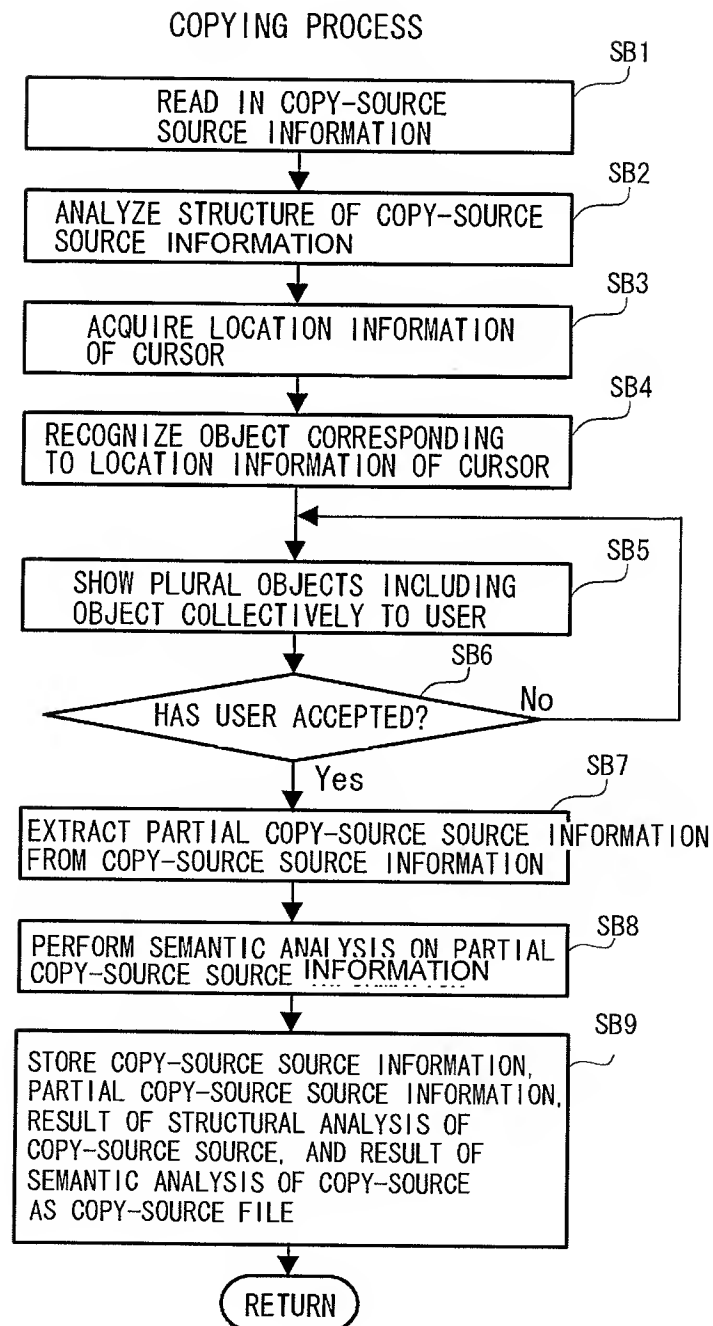 COPYING PROCESS
SB1
READ IN COPY-SOURCE
SOURCE INFORMATION
SB2
ANALYZE STRUCTURE OF COPY-SOURCE
SOURCE INFORMATION
SB3
ACQUIRE LOCATION INFORMATION
OF CURSOR
SB4
RECOGNIZE OBJECT CORRESPONDING
TO LOCATION INFORMATION OF CURSOR
SB5
SHOW PLURAL OBJECTS INCLUDING
OBJECT COLLECTIVELY TO USER
SB6
HAS USER ACCEPTED?
No
Yes
SB7
EXTRACT PARTIAL COPY-SOURCE SOURCE INFORMATION
FROM COPY-SOURCE SOURCE INFORMATION
SB8
PERFORM SEMANTIC ANALYSIS ON PARTIAL
COPY-SOURCE SOURCE INFORMATION
SB9
STORE COPY-SOURCE SOURCE INFORMATION,
PARTIAL COPY-SOURCE SOURCE INFORMATION,
RESULT OF STRUCTURAL ANALYSIS OF
COPY-SOURCE SOURCE, AND RESULT OF
SEMANTIC ANALYSIS OF COPY-SOURCE
AS COPY-SOURCE FILE
RETURN